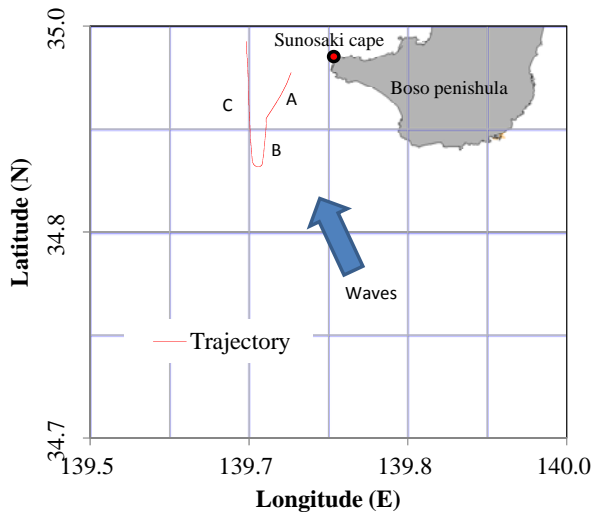 35.0
Sunosaki cape
Boso penishula
A
C
B
34.8
Latitude (N)
Waves
Trajectory
34.7
139.5
139.7
139.8
140.0
Longitude (E)